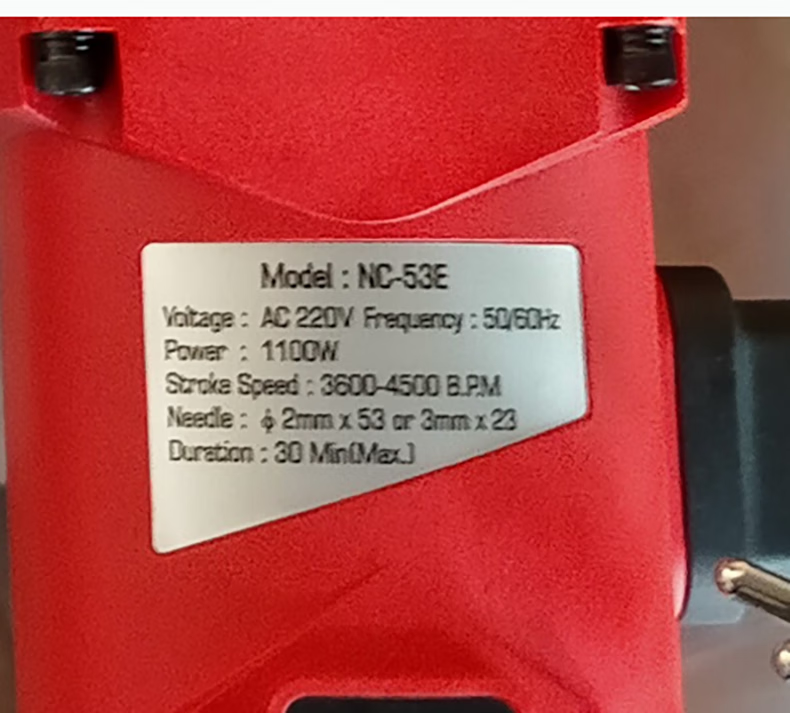 Model : NC-53E
Voltage : AC 220V Frequency : 50/60Hz
Power : 1100W
Stroke Speed : 3600-4500 B.P.M
Needle : ϕ 2mm x 53 or 3mm x 23
Duration : 30 Min(Max.)